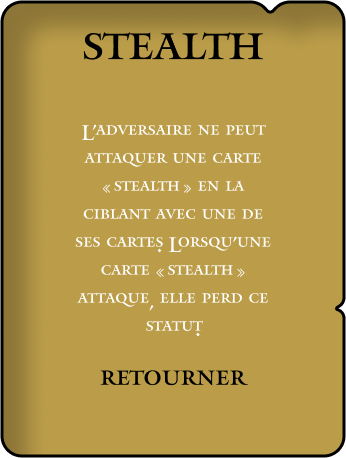 STEALTH
L'ADVERSAIRE NE PEUT
ATTAQUER UNE CARTE
« STEALTH » EN LA
CIBLANT AVEC UNE DE
SES CARTES. LORSQU'UNE
CARTE « STEALTH »
ATTAQUE, ELLE PERD CE
STATUT.
RETOURNER